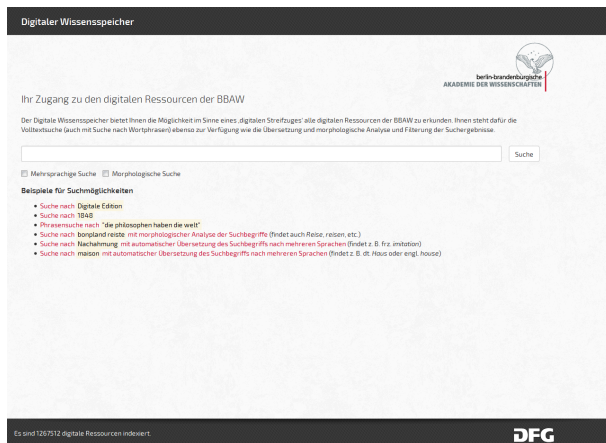 Digitaler Wissensspeicher
berlin-brandenburgische
AKADEMIE DER WISSENSCHAFTEN
Ihr Zugang zu den digitalen Ressourcen der BBAW
Der Digitale Wissensspeicher bietet Ihnen die Möglichkeit im Sinne eines ‚digitalen Streifzuges' alle digitalen Ressourcen der BBAW zu erkunden. Ihnen steht dafür die
Volltextsuche (auch mit Suche nach Wortphrasen) ebenso zur Verfügung wie die Übersetzung und morphologische Analyse und Filterung der Suchergebnisse.
Suche
Mehrsprachige Suche Morphologische Suche
Beispiele für Suchmöglichkeiten
• Suche nach Digitale Edition
• Suche nach 1848
• Phrasensuche nach "die philosophen haben die welt"
• Suche nach bonpland reiste mit morphologischer Analyse der Suchbegriffe (findet auch Reise, reisen, etc.)
• Suche nach Nachahmung mit automatischer Übersetzung des Suchbegriffs nach mehreren Sprachen (findet z. B. frz. imitation)
• Suche nach maison mit automatischer Übersetzung des Suchbegriffs nach mehreren Sprachen (findet z. B. dt. Haus oder engl. house)
Es sind 1267512 digitale Ressourcen indexiert.
DFG